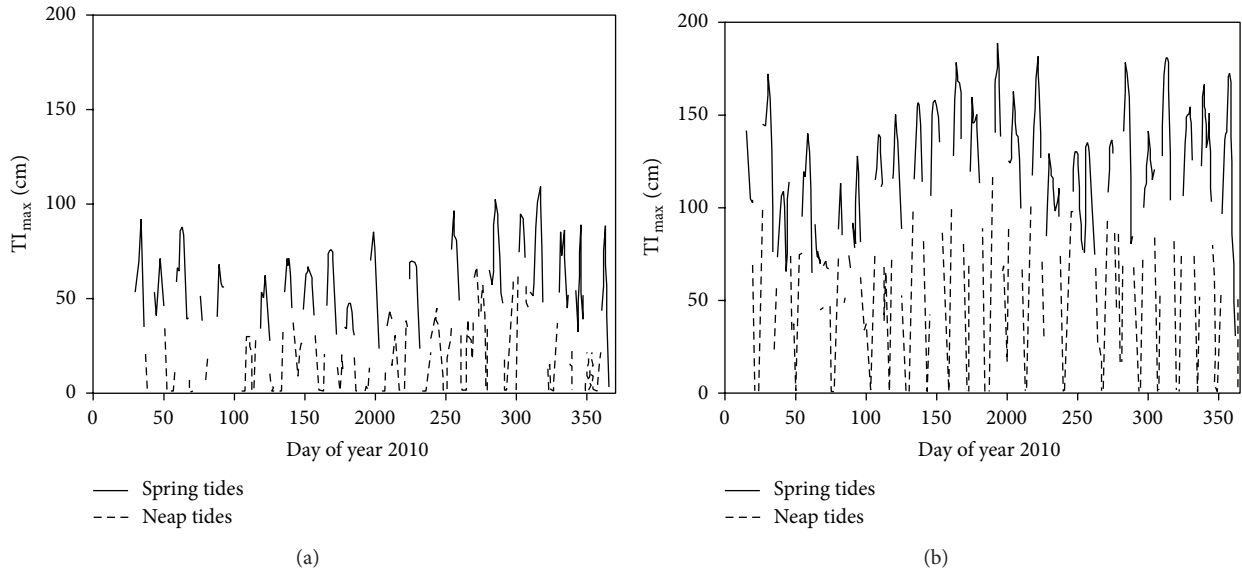 200
150
100
50
0
TI_max (cm)
0 50 100 150 200 250 300 350
Day of year 2010
Spring tides
Neap tides
(a)
200
150
100
50
0
TI_max (cm)
0 50 100 150 200 250 300 350
Day of year 2010
Spring tides
Neap tides
(b)